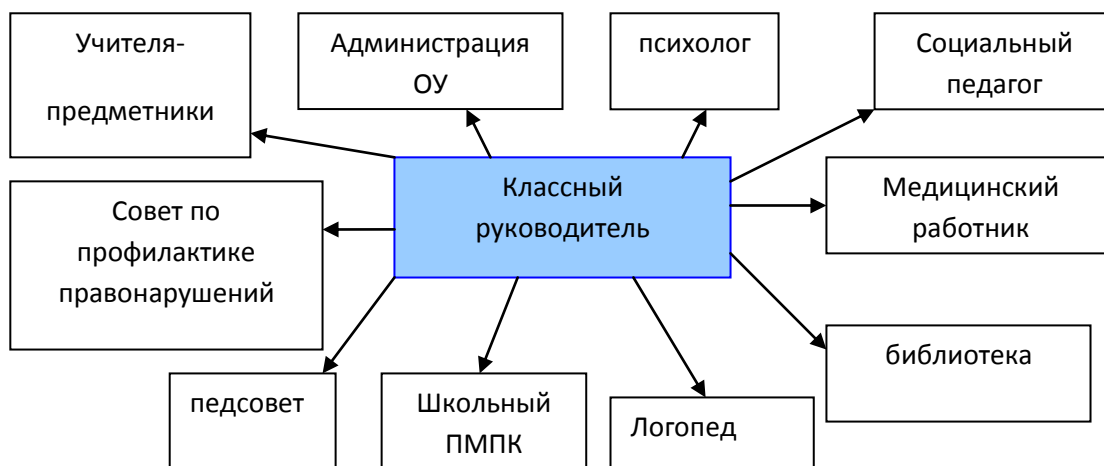 Учителя-
предметники
Администрация
ОУ
психолог
Социальный
педагог
Классный
руководитель
Медицинский
работник
Совет по
профилактике
правонарушений
библиотека
педсовет
Школьный
ПМПК
Логопед